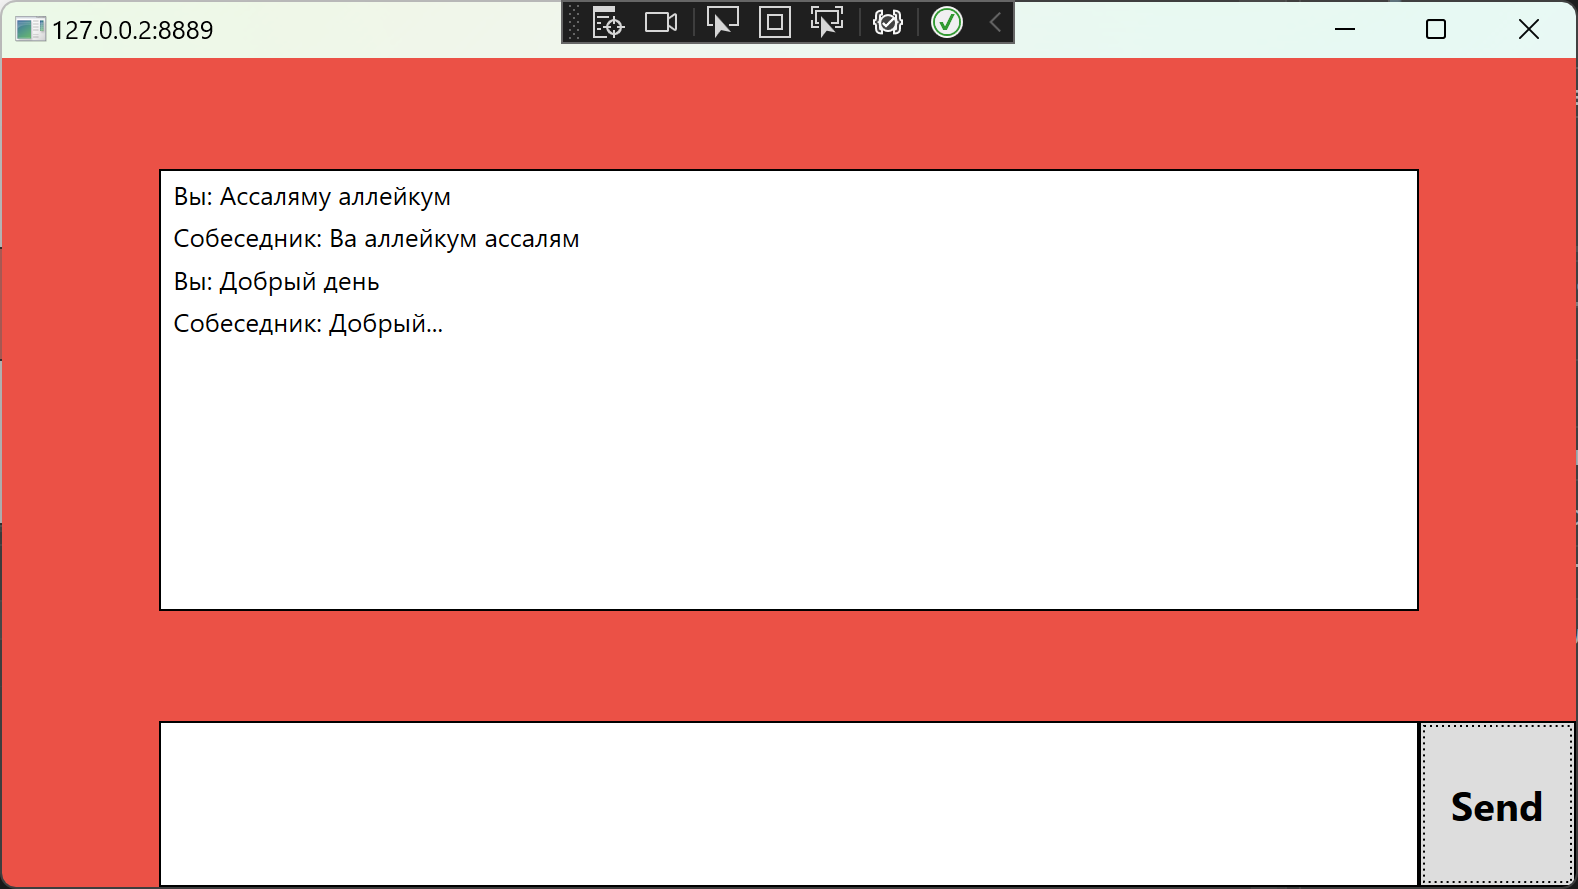 127.0.0.2:8889
Вы: Ассаляму аллейкум
Собеседник: Ва аллейкум ассалям
Вы: Добрый день
Собеседник: Добрый...
Send